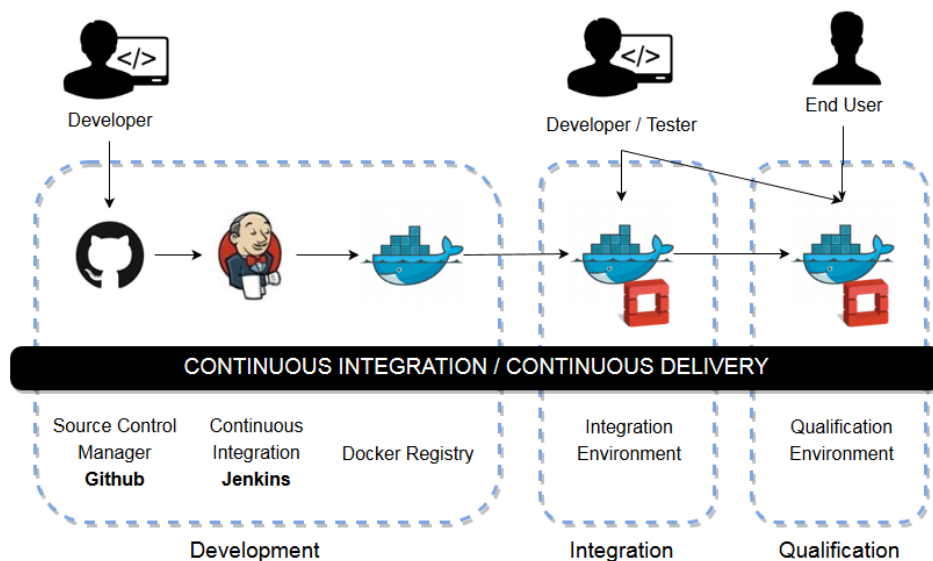 </>
</>
Developer
Developer / Tester
End User
CONTINUOUS INTEGRATION / CONTINUOUS DELIVERY
Source Control
Manager
Github
Continuous
Integration
Jenkins
Docker Registry
Integration
Environment
Qualification
Environment
Development
Integration
Qualification